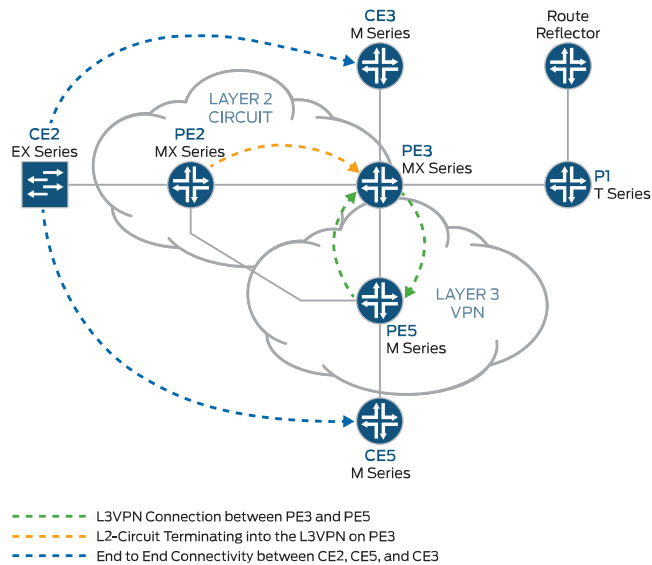 CE3
M Series
Route
Reflector
LAYER 2
CIRCUIT
CE2
EX Series
PE2
MX Series
PE3
MX Series
P1
T Series
LAYER 3
VPN
PE5
M Series
CE5
M Series
L3VPN Connection between PE3 and PE5
L2-Circuit Terminating into the L3VPN on PE3
End to End Connectivity between CE2, CE5, and CE3